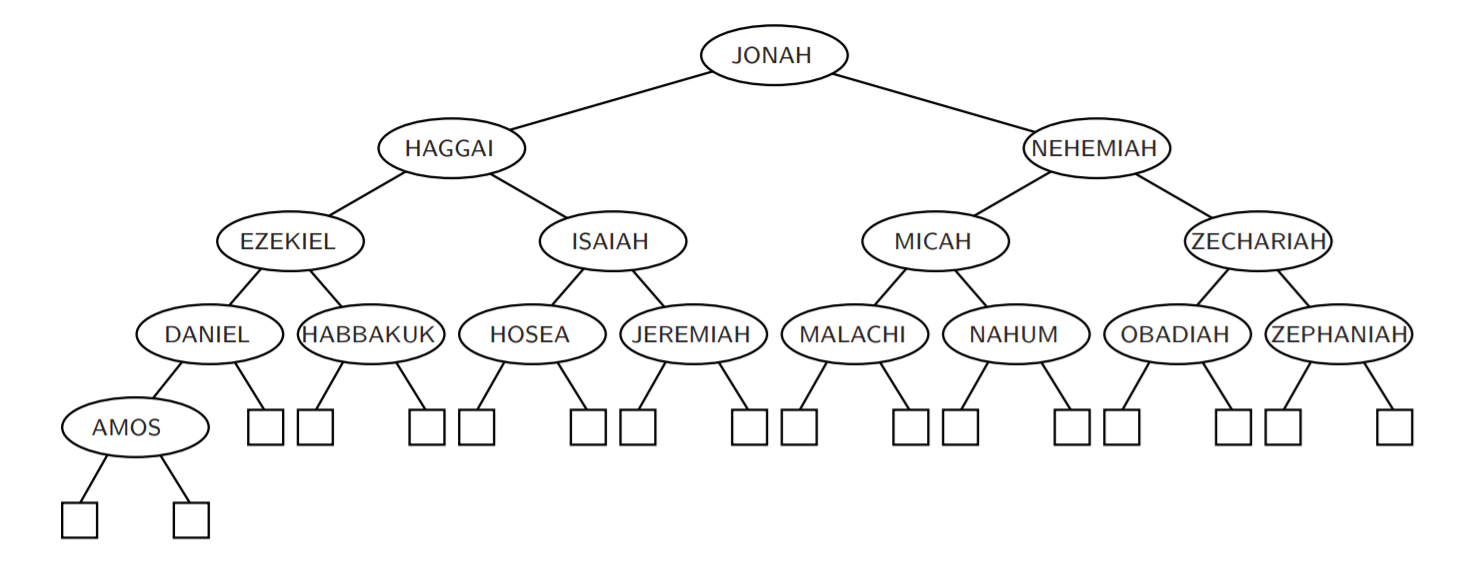 JONAH
HAGGAI NEHEMIAH
EZEKIEL ISAIAH MICAH ZECHARIAH
DANIEL HABBAKUK HOSEA JEREMIAH MALACHI NAHUM OBADIAH ZEPHANIAH
AMOS